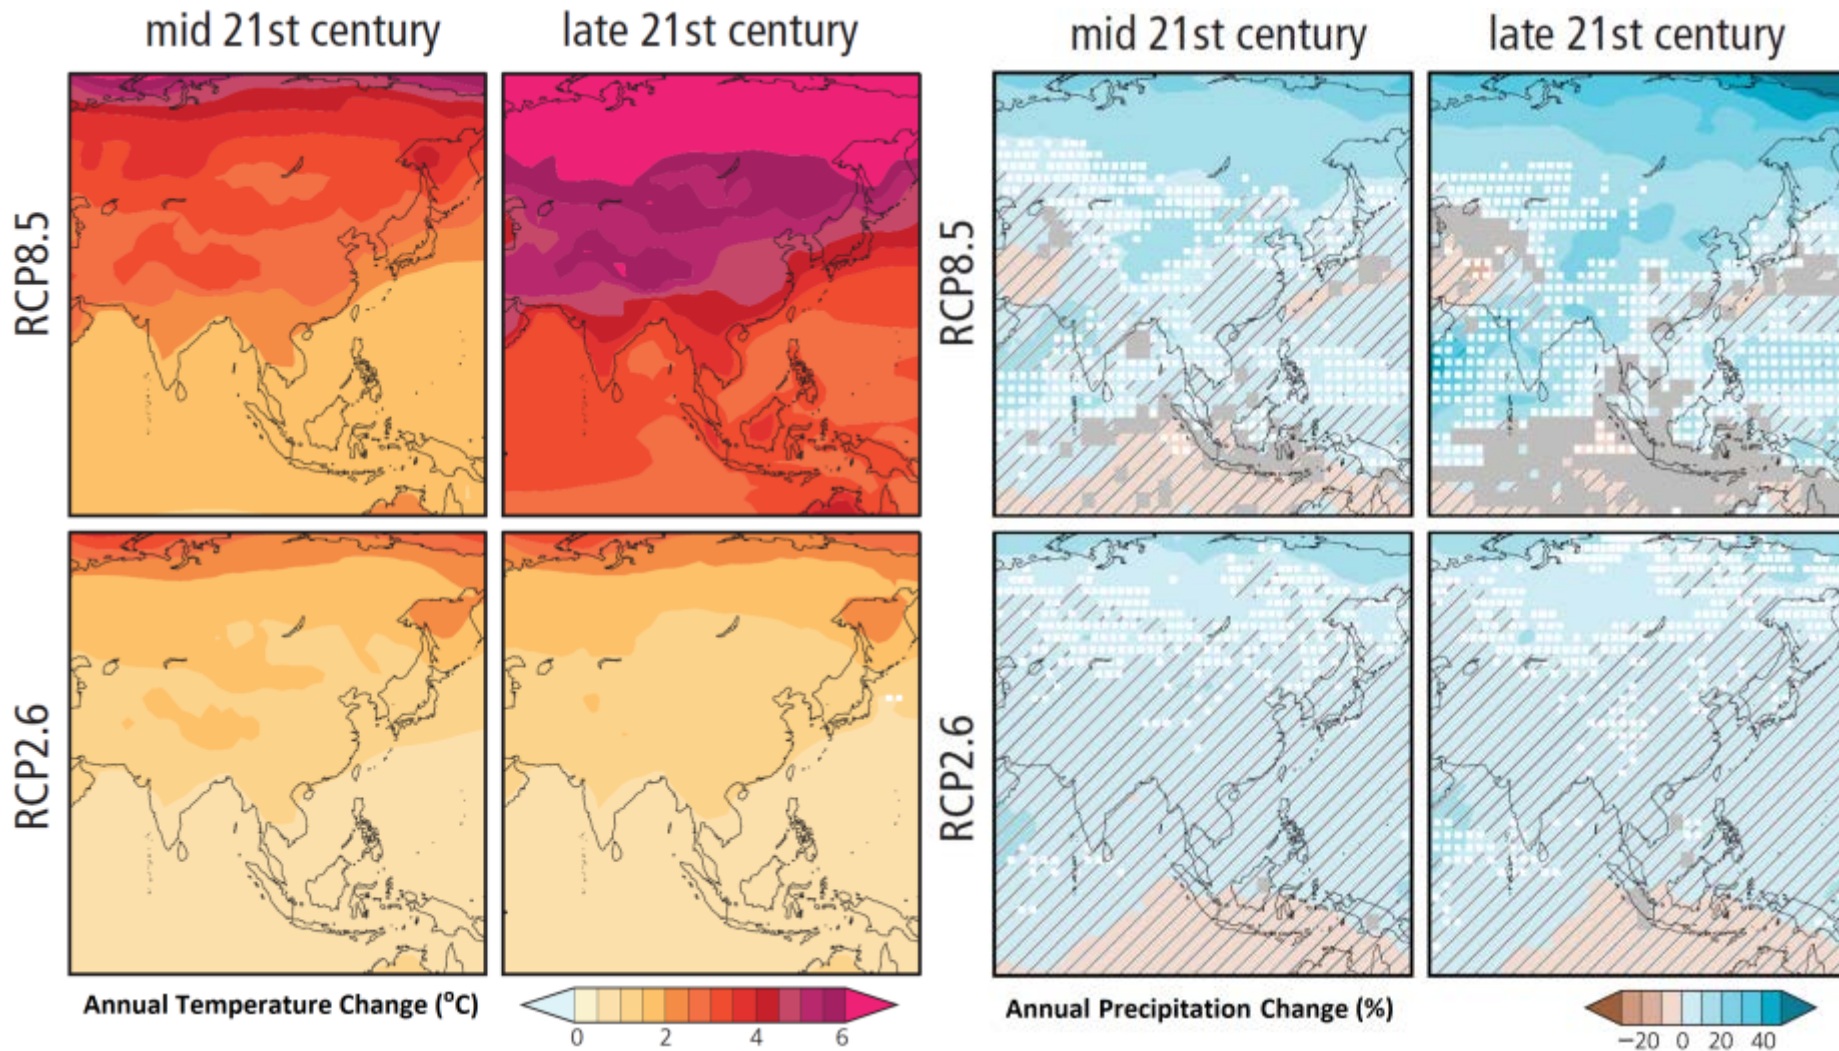 mid 21st century
late 21st century
mid 21st century
late 21st century
RCP8.5
RCP8.5
RCP2.6
RCP2.6
Annual Temperature Change (°C)
0 2 4 6
Annual Precipitation Change (%)
−20 0 20 40